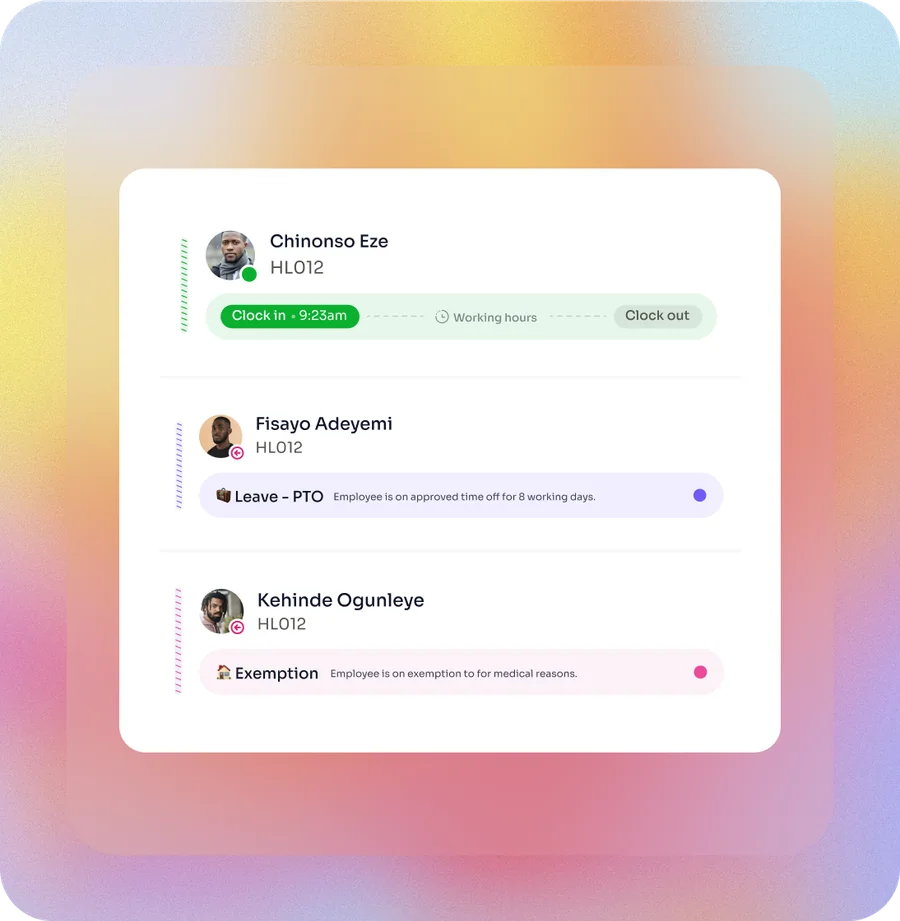 Chinonso Eze
HL012
Clock in • 9:23am Working hours Clock out
Fisayo Adeyemi
HL012
Leave - PTO Employee is on approved time off for 8 working days.
Kehinde Ogunleye
HL012
Exemption Employee is on exemption to for medical reasons.